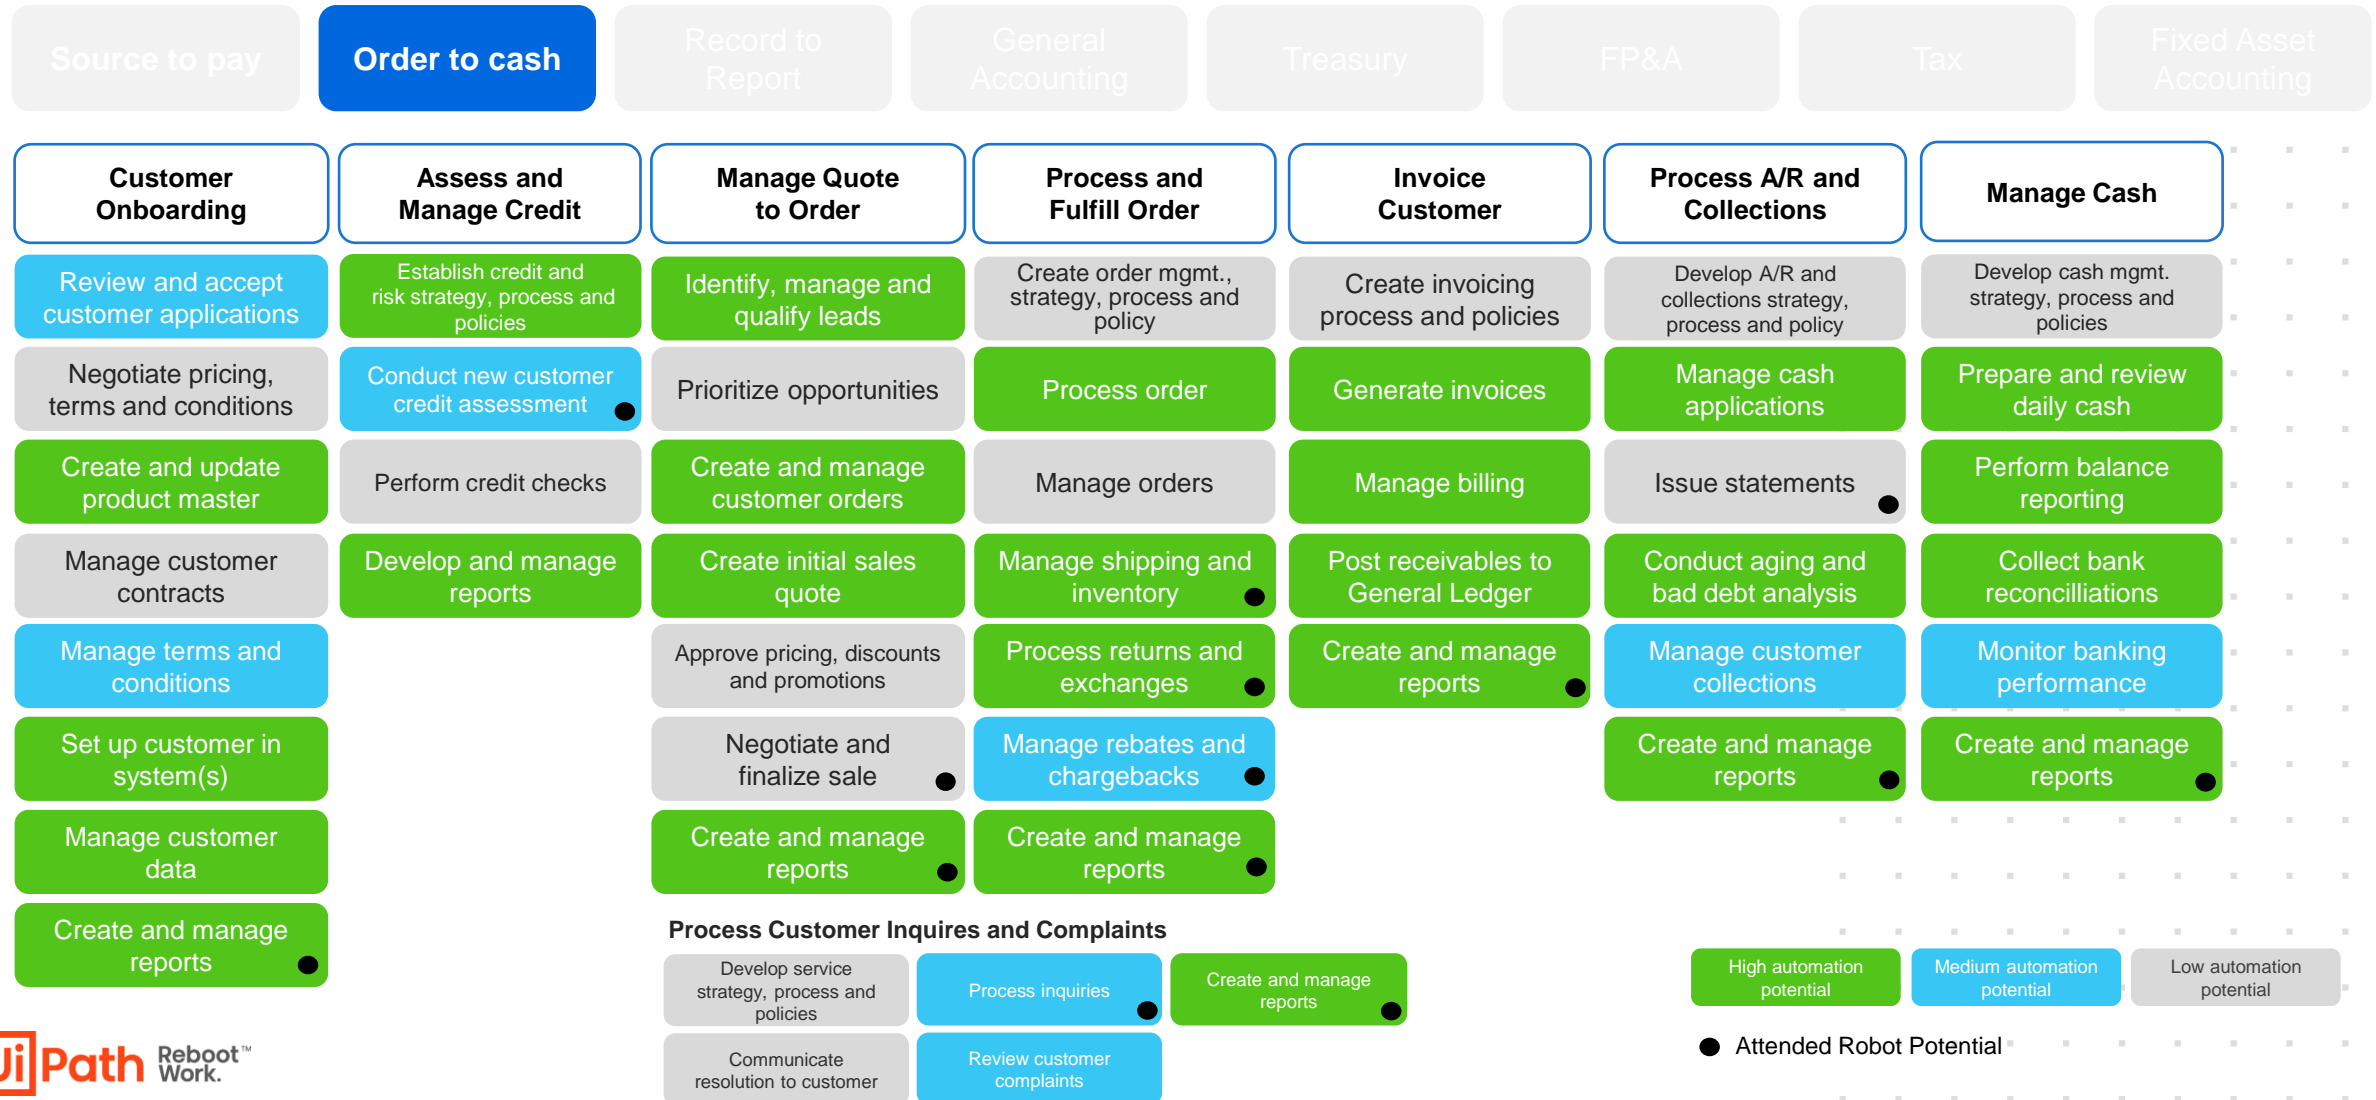 Source to pay
Order to cash
Record to
Report
General
Accounting
Treasury
FP&A
Tax
Fixed Asset
Accounting
Customer
Onboarding
Review and accept
customer applications
Negotiate pricing,
terms and conditions
Create and update
product master
Manage customer
contracts
Manage terms and
conditions
Set up customer in
system(s)
Manage customer
data
Create and manage
reports
Assess and
Manage Credit
Establish credit and
risk strategy, process and
policies
Conduct new customer
credit assessment
Perform credit checks
Develop and manage
reports
Manage Quote
to Order
Identify, manage and
qualify leads
Prioritize opportunities
Create and manage
customer orders
Create initial sales
quote
Approve pricing, discounts
and promotions
Negotiate and
finalize sale
Create and manage
reports
Process and
Fulfill Order
Create order mgmt.,
strategy, process and
policy
Process order
Manage orders
Manage shipping and
inventory
Process returns and
exchanges
Manage rebates and
chargebacks
Create and manage
reports
Invoice
Customer
Create invoicing
process and policies
Generate invoices
Manage billing
Post receivables to
General Ledger
Create and manage
reports
Process A/R and
Collections
Develop A/R and
collections strategy,
process and policy
Manage cash
applications
Issue statements
Conduct aging and
bad debt analysis
Manage customer
collections
Create and manage
reports
Manage Cash
Develop cash mgmt.
strategy, process and
policies
Prepare and review
daily cash
Perform balance
reporting
Collect bank
reconcilliations
Monitor banking
performance
Create and manage
reports
Process Customer Inquires and Complaints
Develop service
strategy, process and
policies
Process inquiries
Create and manage
reports
Communicate
resolution to customer
Review customer
complaints
High automation
potential
Medium automation
potential
Low automation
potential
Attended Robot Potential
UiPath
Reboot™
Work.